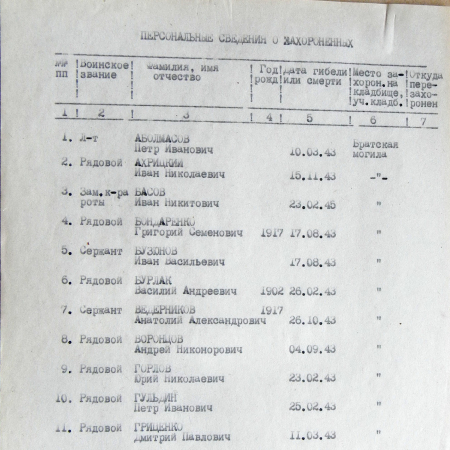 ПЕРСОНАЛЬНЫЕ СВЕДЕНИЯ О ЗАХОРОНЕННЫХ
№№ пп ! Воинское звание ! Фамилия, имя отчество ! Год рожд ! Дата гибели или смерти ! Место захорон. на кладбище, уч. кладб. ! Откуда перезахоронен
1 ! 2 ! 3 ! 4 ! 5 ! 6 ! 7
1. Л-т АБОЛМАСОВ Братская
Петр Иванович 10.03.43 могила
2. Рядовой АХРИЦКИЙ
Иван Николаевич 15.11.43 -"-
3. Зам.к-ра БАСОВ
роты Иван Никитович 23.02.45 "
4. Рядовой БОНДАРЕНКО
Григорий Семенович 1917 17.08.43 "
5. Сержант БУЗОНОВ
Иван Васильевич 17.08.43 "
6. Рядовой БУРЛАК
Василий Андреевич 1902 26.02.43 "
7. Сержант ВЕДЕРНИКОВ 1917
Анатолий Александрович 26.10.43 "
8. Рядовой ВОРОНЦОВ
Андрей Никонорович 04.09.43 "
9. Рядовой ГОРЛОВ
Юрий Николаевич 23.02.43 "
10. Рядовой ГУЛЬДИН
Петр Иванович 25.02.43 "
11. Рядовой ГРИЦЕНКО
Дмитрий Павлович 11.03.43 "